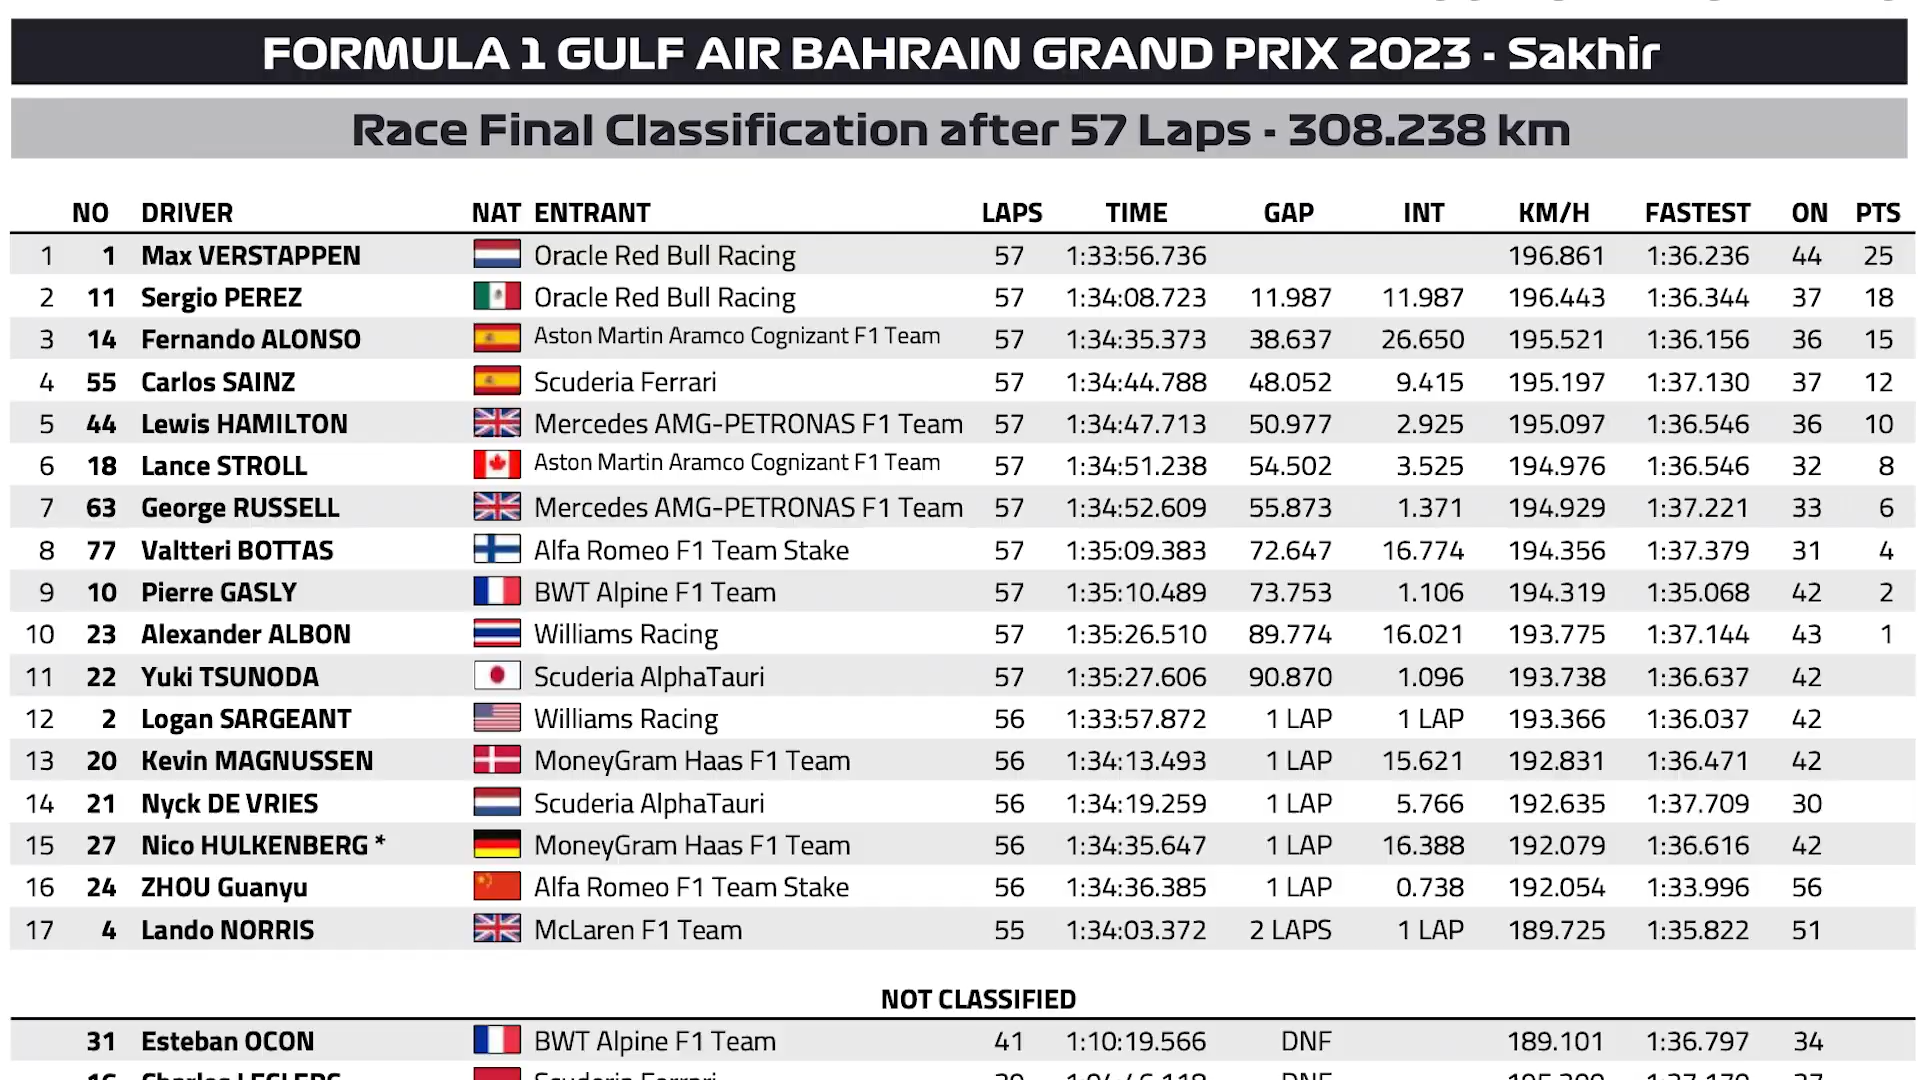 FORMULA 1 GULF AIR BAHRAIN GRAND PRIX 2023 - Sakhir
Race Final Classification after 57 Laps - 308.238 km
NO DRIVER NAT ENTRANT LAPS TIME GAP INT KM/H FASTEST ON PTS
1 1 Max VERSTAPPEN Oracle Red Bull Racing 57 1:33:56.736 196.861 1:36.236 44 25
2 11 Sergio PEREZ Oracle Red Bull Racing 57 1:34:08.723 11.987 11.987 196.443 1:36.344 37 18
3 14 Fernando ALONSO Aston Martin Aramco Cognizant F1 Team 57 1:34:35.373 38.637 26.650 195.521 1:36.156 36 15
4 55 Carlos SAINZ Scuderia Ferrari 57 1:34:44.788 48.052 9.415 195.197 1:37.130 37 12
5 44 Lewis HAMILTON Mercedes AMG-PETRONAS F1 Team 57 1:34:47.713 50.977 2.925 195.097 1:36.546 36 10
6 18 Lance STROLL Aston Martin Aramco Cognizant F1 Team 57 1:34:51.238 54.502 3.525 194.976 1:36.546 32 8
7 63 George RUSSELL Mercedes AMG-PETRONAS F1 Team 57 1:34:52.609 55.873 1.371 194.929 1:37.221 33 6
8 77 Valtteri BOTTAS Alfa Romeo F1 Team Stake 57 1:35:09.383 72.647 16.774 194.356 1:37.379 31 4
9 10 Pierre GASLY BWT Alpine F1 Team 57 1:35:10.489 73.753 1.106 194.319 1:35.068 42 2
10 23 Alexander ALBON Williams Racing 57 1:35:26.510 89.774 16.021 193.775 1:37.144 43 1
11 22 Yuki TSUNODA Scuderia AlphaTauri 57 1:35:27.606 90.870 1.096 193.738 1:36.637 42
12 2 Logan SARGEANT Williams Racing 56 1:33:57.872 1 LAP 1 LAP 193.366 1:36.037 42
13 20 Kevin MAGNUSSEN MoneyGram Haas F1 Team 56 1:34:13.493 1 LAP 15.621 192.831 1:36.471 42
14 21 Nyck DE VRIES Scuderia AlphaTauri 56 1:34:19.259 1 LAP 5.766 192.635 1:37.709 30
15 27 Nico HULKENBERG * MoneyGram Haas F1 Team 56 1:34:35.647 1 LAP 16.388 192.079 1:36.616 42
16 24 ZHOU Guanyu Alfa Romeo F1 Team Stake 56 1:34:36.385 1 LAP 0.738 192.054 1:33.996 56
17 4 Lando NORRIS McLaren F1 Team 55 1:34:03.372 2 LAPS 1 LAP 189.725 1:35.822 51
NOT CLASSIFIED
31 Esteban OCON BWT Alpine F1 Team 41 1:10:19.566 DNF 189.101 1:36.797 34
16 Charles LECLERC Scuderia Ferrari DNF